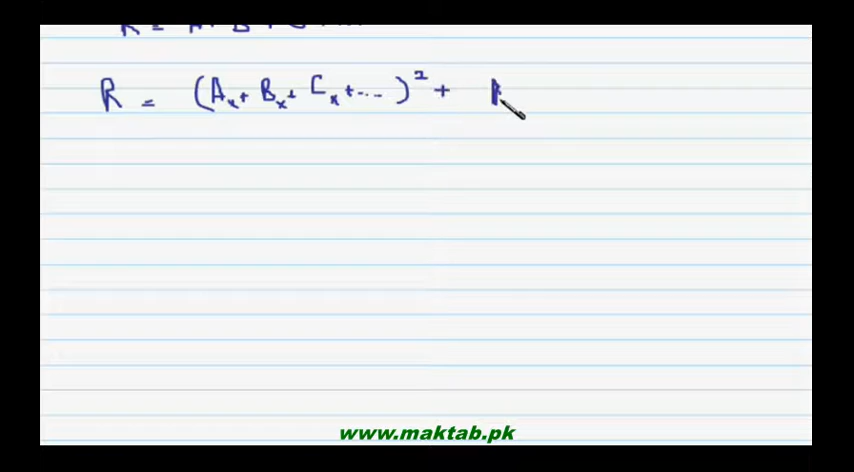 R = (Ax + Bx + Cx + ... )² +
www.maktab.pk